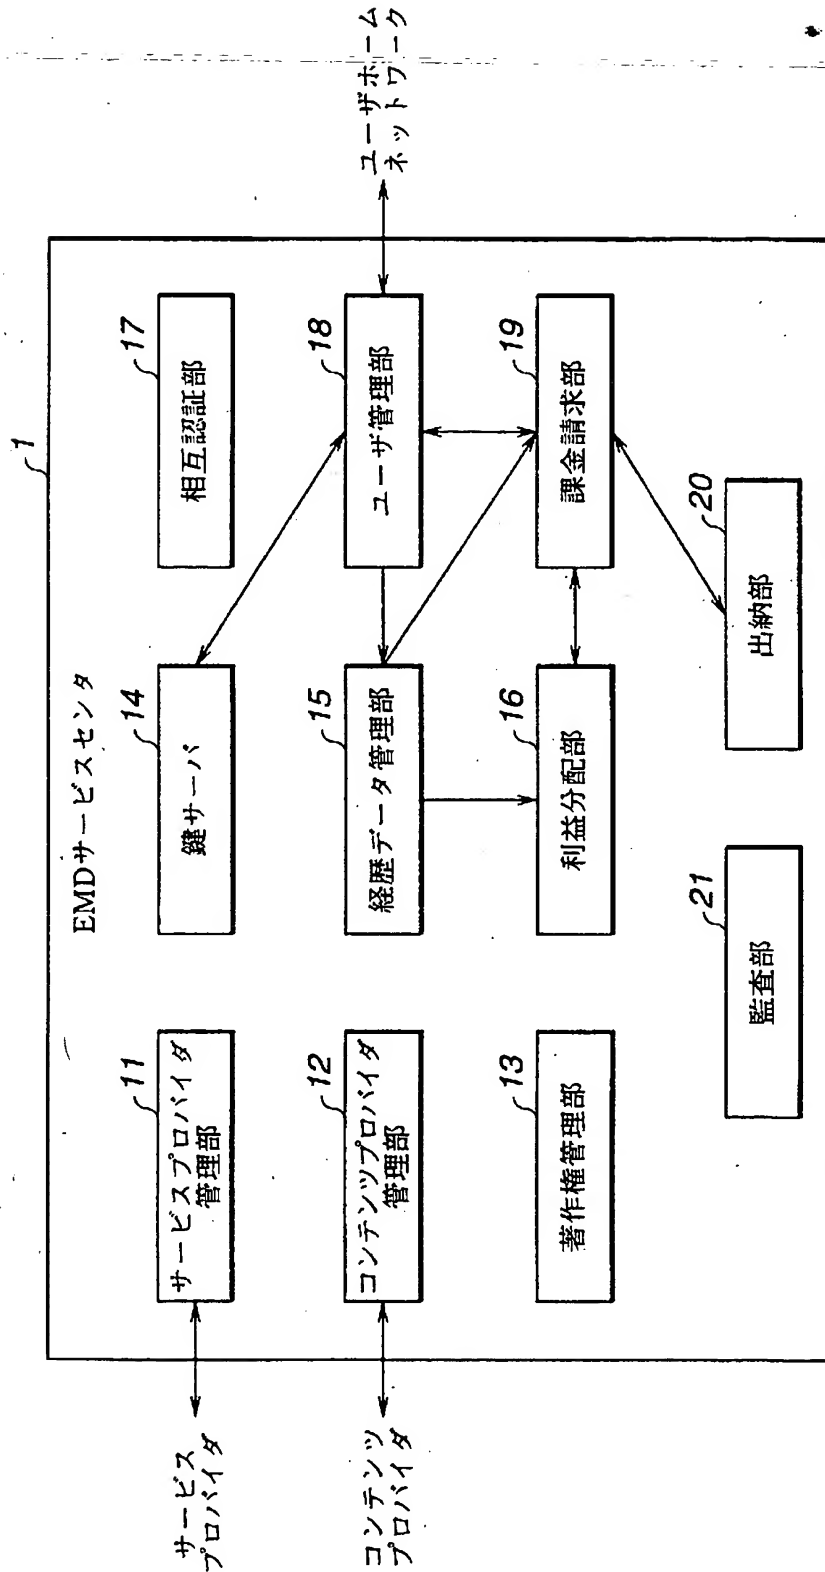 1
EMDサービスセンタ
サービス
プロバイダ
11
サービスプロバイダ
管理部
14
鍵サーバ
17
相互認証部
コンテンツ
プロバイダ
12
コンテンツプロバイダ
管理部
15
経歴データ管理部
18
ユーザ管理部
ユーザホーム
ネットワーク
13
著作権管理部
16
利益分配部
19
課金請求部
21
監査部
20
出納部